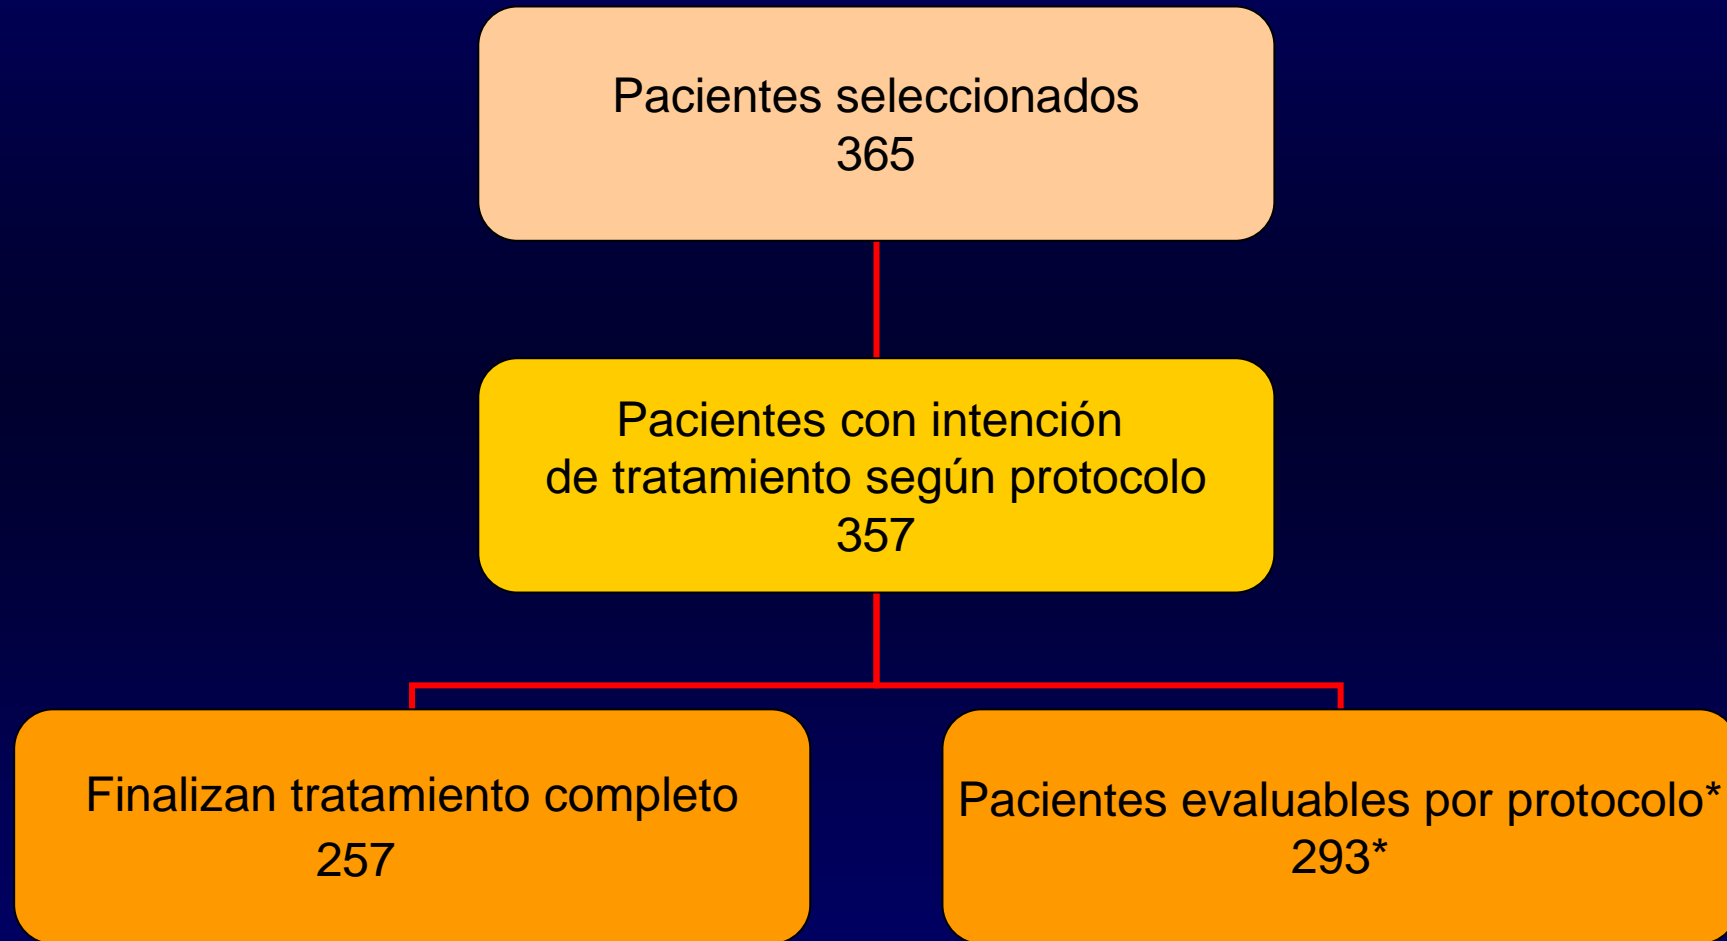 Pacientes seleccionados
365
Pacientes con intención
de tratamiento según protocolo
357
Finalizan tratamiento completo
257
Pacientes evaluables por protocolo*
293*